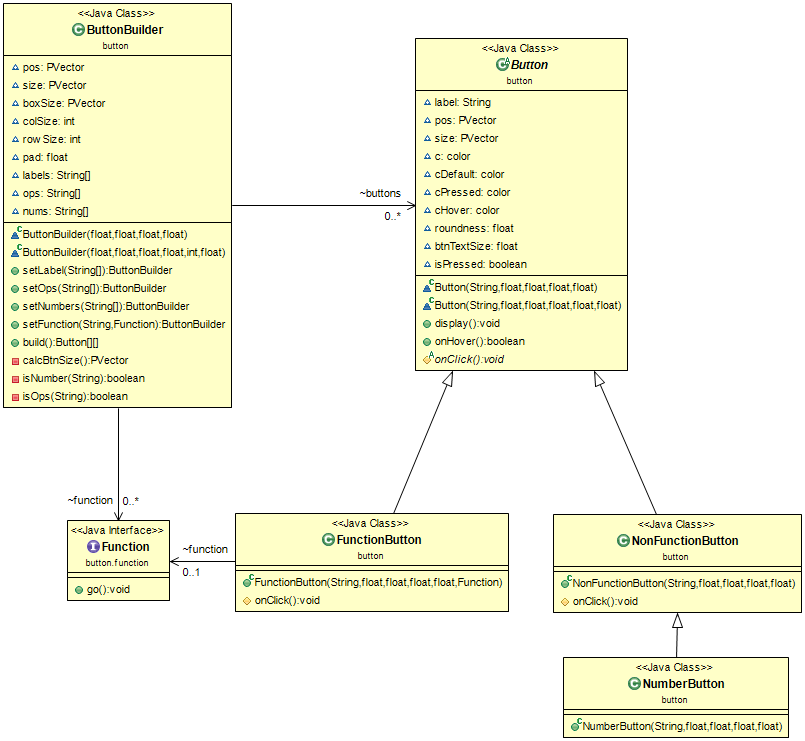 <<Java Class>>
ButtonBuilder
button
pos: PVector
size: PVector
boxSize: PVector
colSize: int
rowSize: int
pad: float
labels: String[]
ops: String[]
nums: String[]
ButtonBuilder(float,float,float,float)
ButtonBuilder(float,float,float,float,int,float)
setLabel(String[]):ButtonBuilder
setOps(String[]):ButtonBuilder
setNumbers(String[]):ButtonBuilder
setFunction(String,Function):ButtonBuilder
build():Button[][]
calcBtnSize():PVector
isNumber(String):boolean
isOps(String):boolean
~buttons
0..*
<<Java Class>>
Button
button
label: String
pos: PVector
size: PVector
c: color
cDefault: color
cPressed: color
cHover: color
roundness: float
btnTextSize: float
isPressed: boolean
Button(String,float,float,float,float)
Button(String,float,float,float,float,float)
display():void
onHover():boolean
onClick():void
~function
0..*
<<Java Interface>>
Function
button.function
go():void
~function
0..1
<<Java Class>>
FunctionButton
button
FunctionButton(String,float,float,float,float,Function)
onClick():void
<<Java Class>>
NonFunctionButton
button
NonFunctionButton(String,float,float,float,float)
onClick():void
<<Java Class>>
NumberButton
button
NumberButton(String,float,float,float,float)